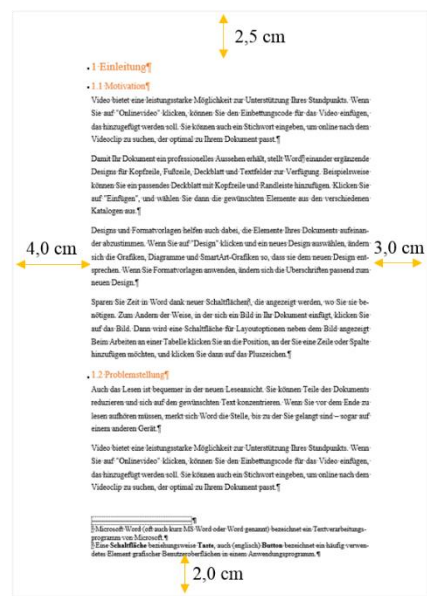 2,5 cm
1 Einleitung¶
1.1 Motivation¶
Video bietet eine leistungsstarke Möglichkeit zur Unterstützung Ihres Standpunkts. Wenn
Sie auf "Onlinevideo" klicken, können Sie den Einbettungscode für das Video einfügen,
das hinzugefügt werden soll. Sie können auch ein Stichwort eingeben, um online nach dem
Videoclip zu suchen, der optimal zu Ihrem Dokument passt.¶
Damit Ihr Dokument ein professionelles Aussehen erhält, stellt Word¹ einander ergänzende
Designs für Kopfzeile, Fußzeile, Deckblatt und Textfelder zur Verfügung. Beispielsweise
können Sie ein passendes Deckblatt mit Kopfzeile und Randleiste hinzufügen. Klicken Sie
auf "Einfügen", und wählen Sie dann die gewünschten Elemente aus den verschiedenen
Katalogen aus.¶
Designs und Formatvorlagen helfen auch dabei, die Elemente Ihres Dokuments aufeinan-
der abzustimmen. Wenn Sie auf "Design" klicken und ein neues Design auswählen, ändern
4,0 cm
3,0 cm
sich die Grafiken, Diagramme und SmartArt-Grafiken so, dass sie dem neuen Design ent-
sprechen. Wenn Sie Formatvorlagen anwenden, ändern sich die Überschriften passend zum
neuen Design.¶
Sparen Sie Zeit in Word dank neuer Schaltflächen², die angezeigt werden, wo Sie sie be-
nötigen. Zum Ändern der Weise, in der sich ein Bild in Ihr Dokument einfügt, klicken Sie
auf das Bild. Dann wird eine Schaltfläche für Layoutoptionen neben dem Bild angezeigt
Beim Arbeiten an einer Tabelle klicken Sie an die Position, an der Sie eine Zeile oder Spalte
hinzufügen möchten, und klicken Sie dann auf das Pluszeichen.¶
1.2 Problemstellung¶
Auch das Lesen ist bequemer in der neuen Leseansicht. Sie können Teile des Dokuments
reduzieren und sich auf den gewünschten Text konzentrieren. Wenn Sie vor dem Ende zu
lesen aufhören müssen, merkt sich Word die Stelle, bis zu der Sie gelangt sind – sogar auf
einem anderen Gerät.¶
Video bietet eine leistungsstarke Möglichkeit zur Unterstützung Ihres Standpunkts. Wenn
Sie auf "Onlinevideo" klicken, können Sie den Einbettungscode für das Video einfügen,
das hinzugefügt werden soll. Sie können auch ein Stichwort eingeben, um online nach dem
Videoclip zu suchen, der optimal zu Ihrem Dokument passt.¶
¶
¹ Microsoft Word (oft auch kurz MS Word oder Word genannt) bezeichnet ein Textverarbeitungs-
programm von Microsoft.¶
² Eine Schaltfläche beziehungsweise Taste, auch (englisch) Button bezeichnet ein häufig verwen-
detes Element grafischer Benutzeroberflächen in einem Anwendungsprogramm.¶
2,0 cm